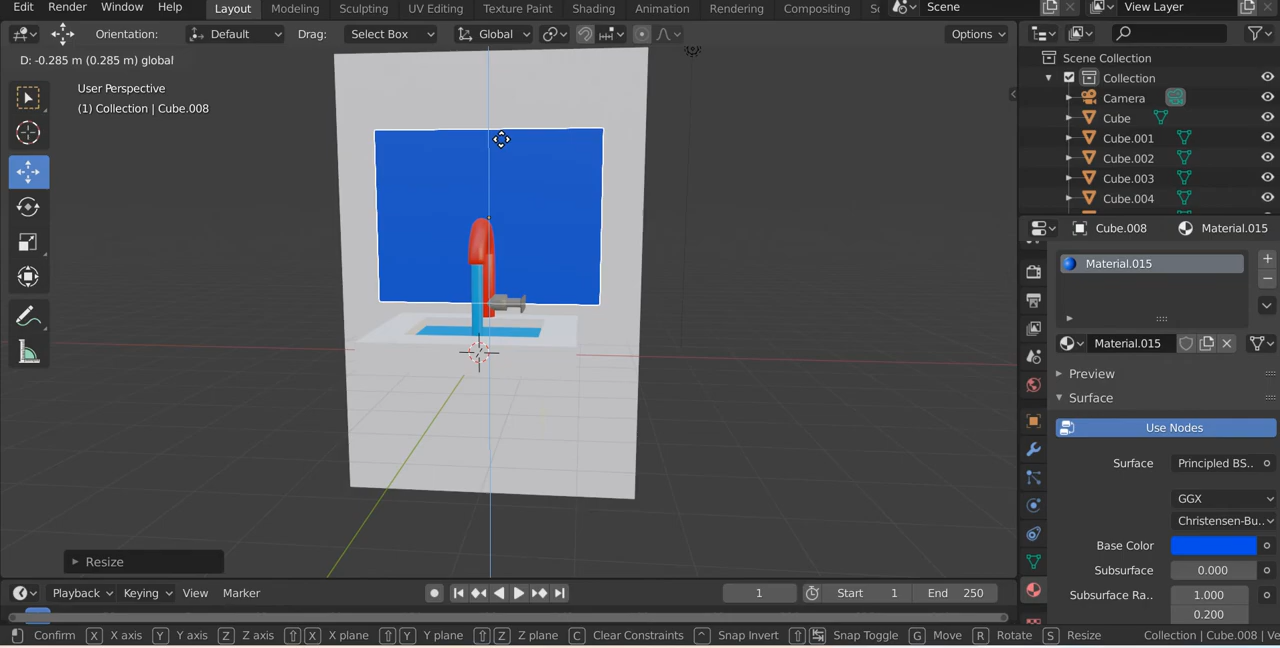 Edit Render Window Help Layout Modeling Sculpting UV Editing Texture Paint Shading Animation Rendering Compositing Sc Scene View Layer
Orientation: Default Drag: Select Box Global Options
D: -0.285 m (0.285 m) global
User Perspective
(1) Collection | Cube.008
Scene Collection
Collection
Camera
Cube
Cube.001
Cube.002
Cube.003
Cube.004
Cube.008 Material.015
Material.015
Material.015
Preview
Surface
Use Nodes
Surface Principled BS..
GGX
Christensen-Bu..
Base Color
Subsurface 0.000
Subsurface Ra.. 1.000
0.200
Resize
Playback Keying View Marker 1 Start 1 End 250
Confirm X X axis Y Y axis Z Z axis X X plane Y Y plane Z Z plane C Clear Constraints Snap Invert Snap Toggle G Move R Rotate S Resize Collection | Cube.008 | Ve